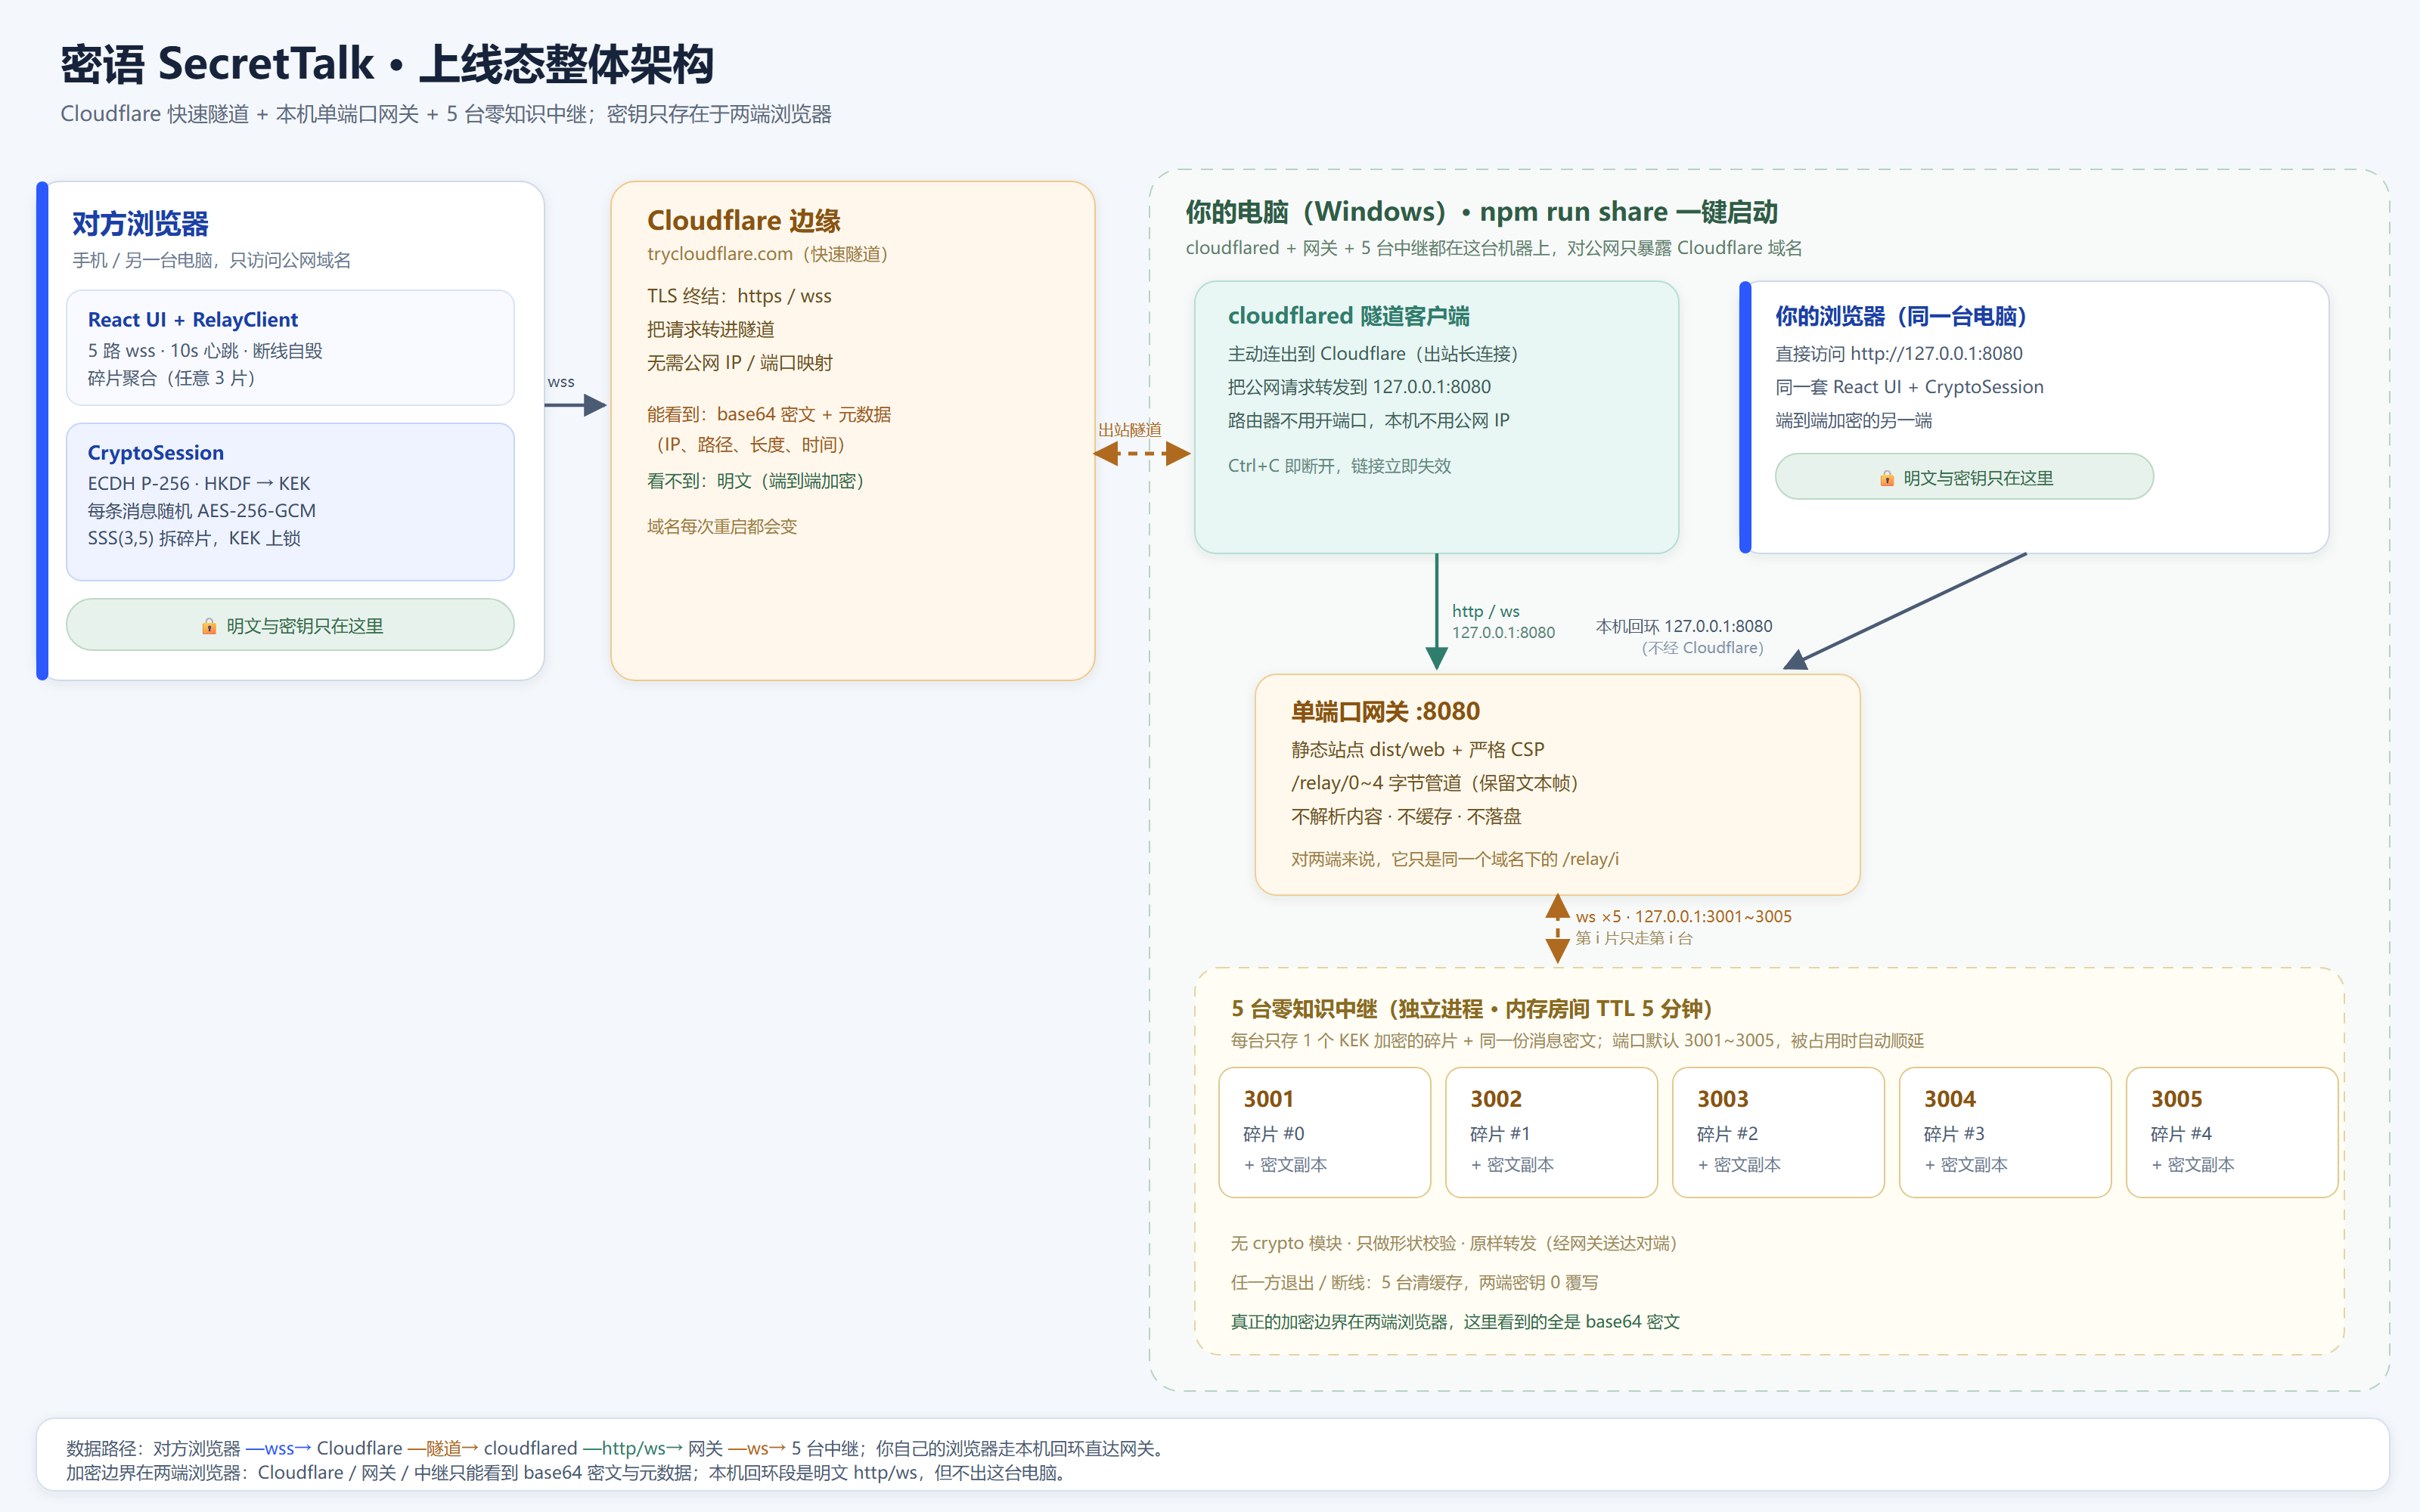 密语 SecretTalk • 上线态整体架构
Cloudflare 快速隧道 + 本机单端口网关 + 5 台零知识中继；密钥只存在于两端浏览器
对方浏览器
手机 / 另一台电脑，只访问公网域名
React UI + RelayClient
5 路 wss · 10s 心跳 · 断线自毁
碎片聚合（任意 3 片）
CryptoSession
ECDH P-256 · HKDF → KEK
每条消息随机 AES-256-GCM
SSS(3,5) 拆碎片，KEK 上锁
🔒 明文与密钥只在这里
wss
Cloudflare 边缘
trycloudflare.com（快速隧道）
TLS 终结：https / wss
把请求转进隧道
无需公网 IP / 端口映射
能看到：base64 密文 + 元数据
（IP、路径、长度、时间）
看不到：明文（端到端加密）
域名每次重启都会变
出站隧道
你的电脑（Windows）• npm run share 一键启动
cloudflared + 网关 + 5 台中继都在这台机器上，对公网只暴露 Cloudflare 域名
cloudflared 隧道客户端
主动连出到 Cloudflare（出站长连接）
把公网请求转发到 127.0.0.1:8080
路由器不用开端口，本机不用公网 IP
Ctrl+C 即断开，链接立即失效
你的浏览器（同一台电脑）
直接访问 http://127.0.0.1:8080
同一套 React UI + CryptoSession
端到端加密的另一端
🔒 明文与密钥只在这里
http / ws
127.0.0.1:8080
本机回环 127.0.0.1:8080
（不经 Cloudflare）
单端口网关 :8080
静态站点 dist/web + 严格 CSP
/relay/0~4 字节管道（保留文本帧）
不解析内容 · 不缓存 · 不落盘
对两端来说，它只是同一个域名下的 /relay/i
ws ×5 · 127.0.0.1:3001~3005
第 i 片只走第 i 台
5 台零知识中继（独立进程 • 内存房间 TTL 5 分钟）
每台只存 1 个 KEK 加密的碎片 + 同一份消息密文；端口默认 3001~3005，被占用时自动顺延
3001
碎片 #0
+ 密文副本
3002
碎片 #1
+ 密文副本
3003
碎片 #2
+ 密文副本
3004
碎片 #3
+ 密文副本
3005
碎片 #4
+ 密文副本
无 crypto 模块 · 只做形状校验 · 原样转发（经网关送达对端）
任一方退出 / 断线：5 台清缓存，两端密钥 0 覆写
真正的加密边界在两端浏览器，这里看到的全是 base64 密文
数据路径：对方浏览器 —wss→ Cloudflare —隧道→ cloudflared —http/ws→ 网关 —ws→ 5 台中继；你自己的浏览器走本机回环直达网关。
加密边界在两端浏览器：Cloudflare / 网关 / 中继只能看到 base64 密文与元数据；本机回环段是明文 http/ws，但不出这台电脑。